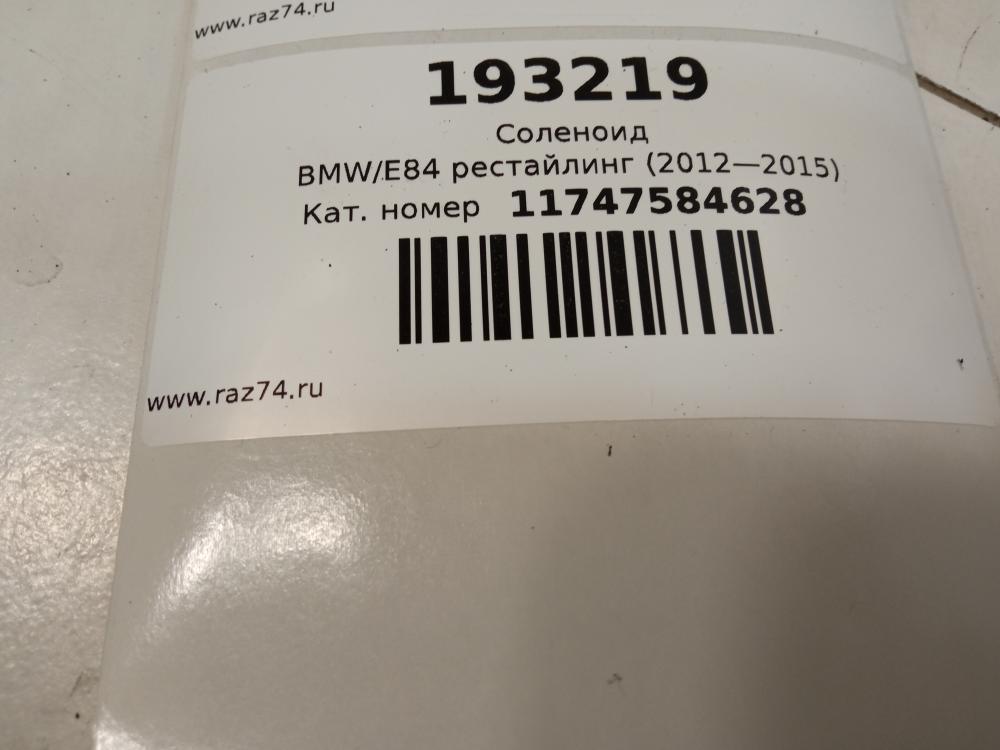 www.raz74.ru
193219
Соленоид
BMW/E84 рестайлинг (2012—2015)
Кат. номер 11747584628
www.raz74.ru